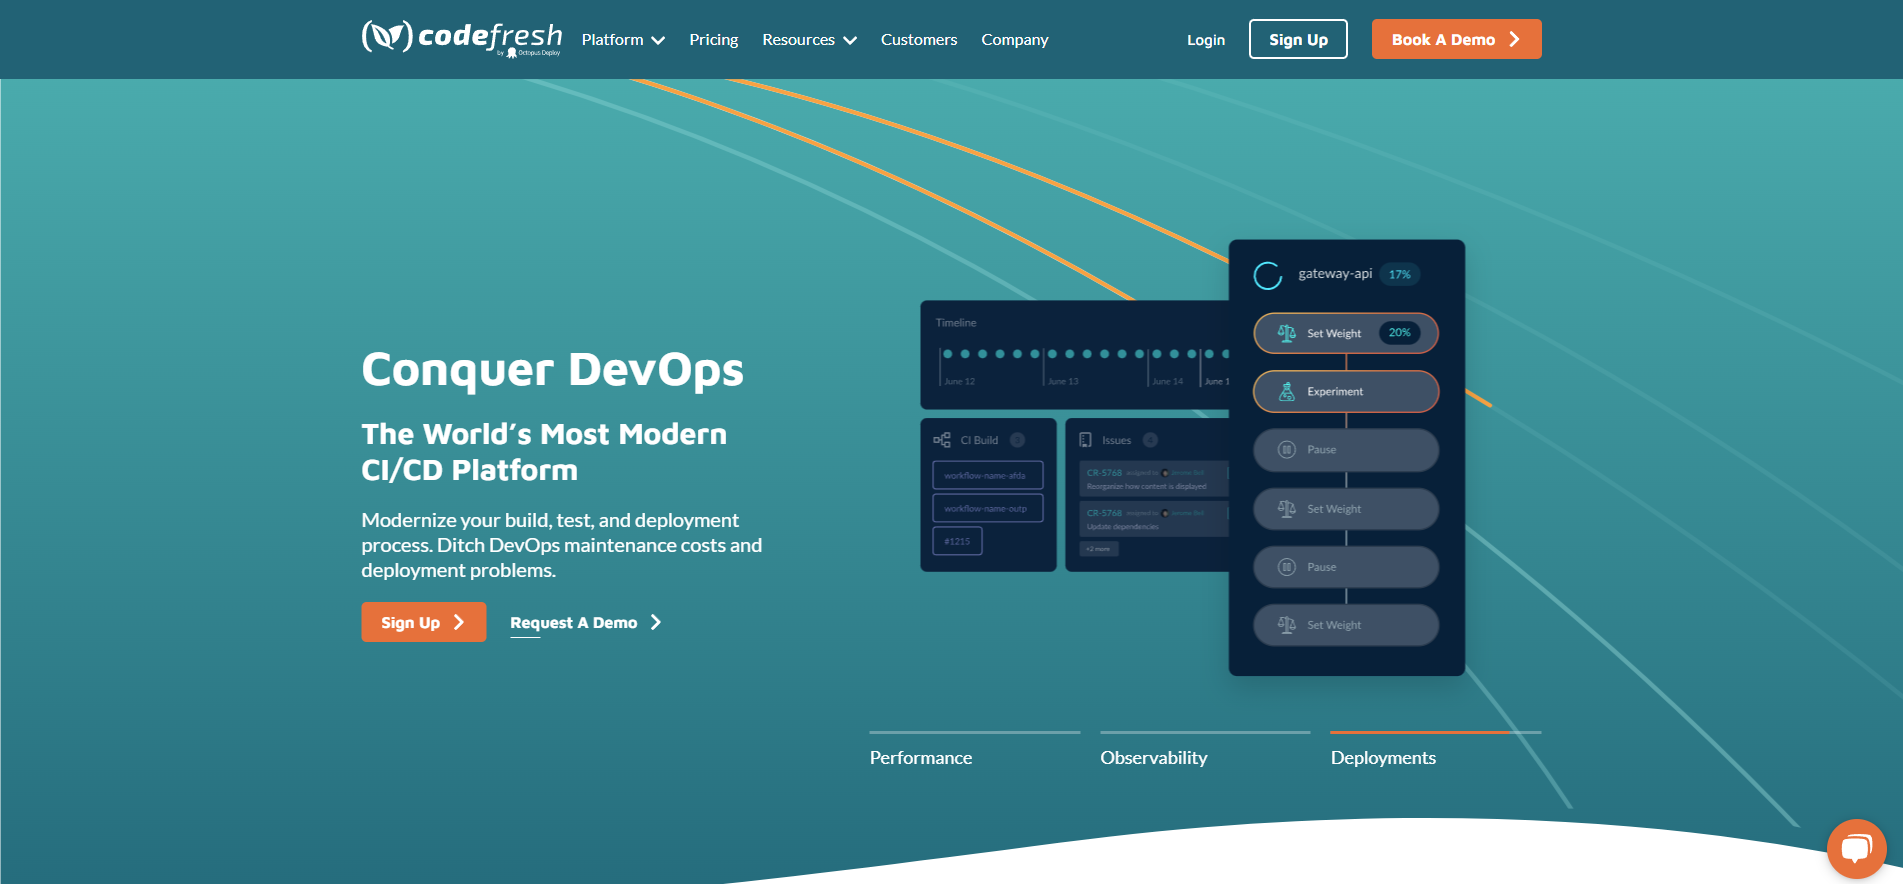 codefresh
by Octopus Deploy
Platform
Pricing
Resources
Customers
Company
Login
Sign Up
Book A Demo
Conquer DevOps
The World’s Most Modern
CI/CD Platform
Modernize your build, test, and deployment
process. Ditch DevOps maintenance costs and
deployment problems.
Sign Up
Request A Demo
Timeline
June 12
June 13
June 14
June 1
CI Build
workflow-name-afda
workflow-name-outp
#1215
Issues
CR-5768 assigned to
Reorganize how content is displayed
CR-5768 assigned to
Update dependencies
+2 more
gateway-api 17%
Set Weight 20%
Experiment
Pause
Set Weight
Pause
Set Weight
Performance
Observability
Deployments